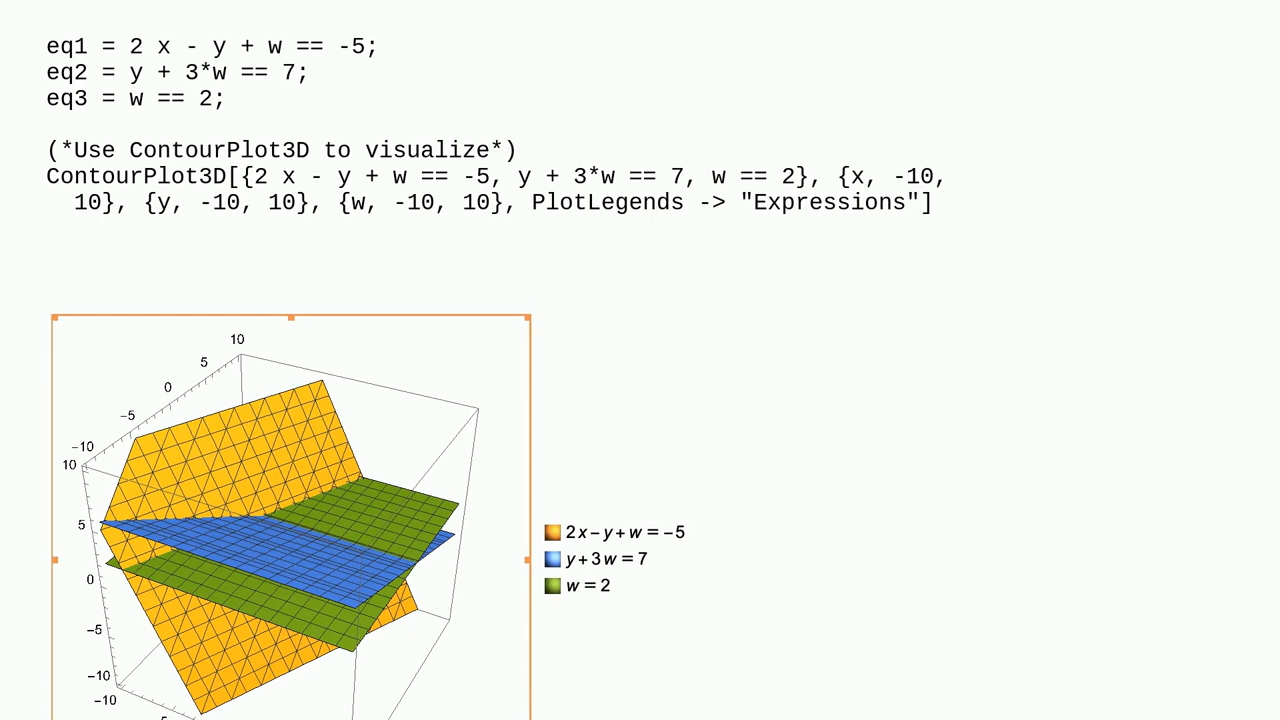 eq1 = 2 x - y + w == -5;
eq2 = y + 3*w == 7;
eq3 = w == 2;
(*Use ContourPlot3D to visualize*)
ContourPlot3D[{2 x - y + w == -5, y + 3*w == 7, w == 2}, {x, -10,
10}, {y, -10, 10}, {w, -10, 10}, PlotLegends -> "Expressions"]
10
5
0
−5
−10
10
5
0
−5
−10
−10
2x−y+w=−5
y+3w=7
w=2